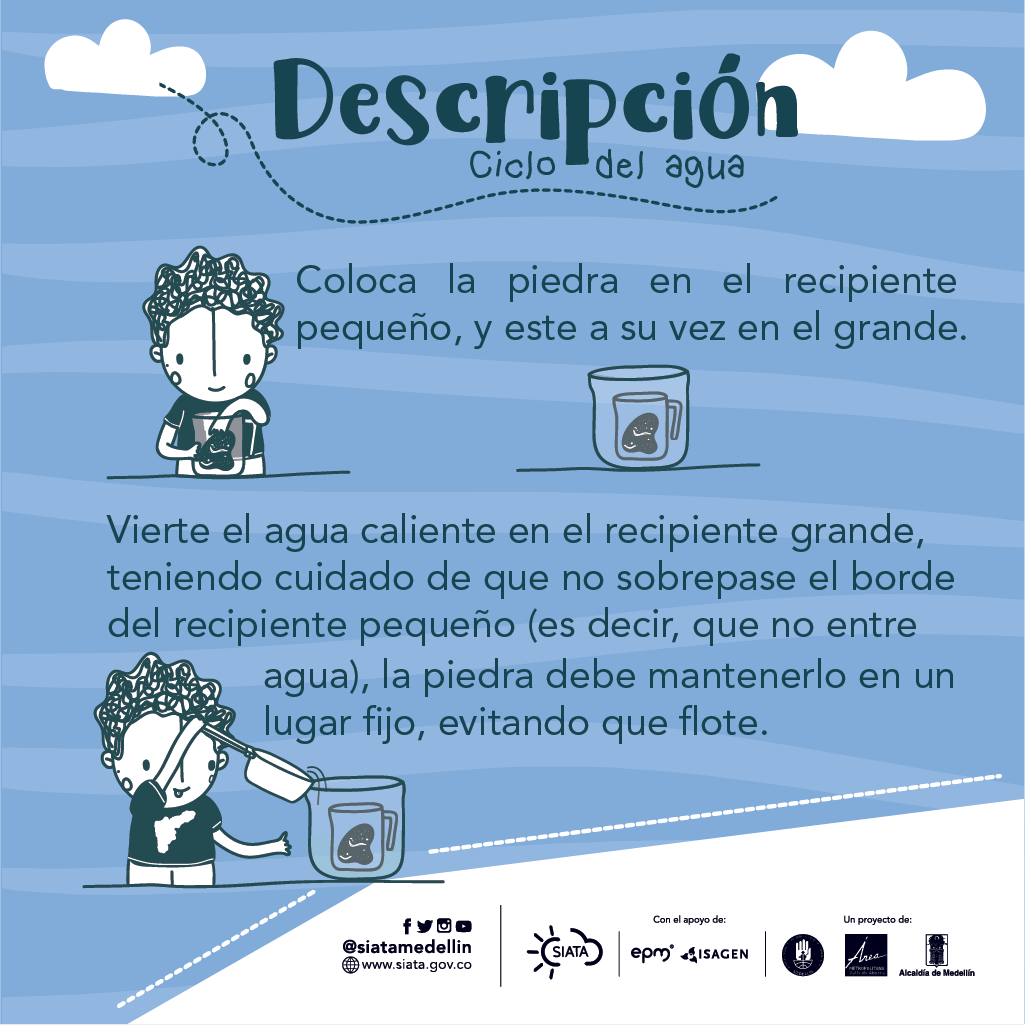 Descripción
Ciclo del agua
Coloca la piedra en el recipiente
pequeño, y este a su vez en el grande.
Vierte el agua caliente en el recipiente grande,
teniendo cuidado de que no sobrepase el borde
del recipiente pequeño (es decir, que no entre
agua), la piedra debe mantenerlo en un
lugar fijo, evitando que flote.
@siatamedellin
www.siata.gov.co
SIATA
Con el apoyo de:
epm
ISAGEN
Un proyecto de:
Área
METROPOLITANA
Alcaldía de Medellín